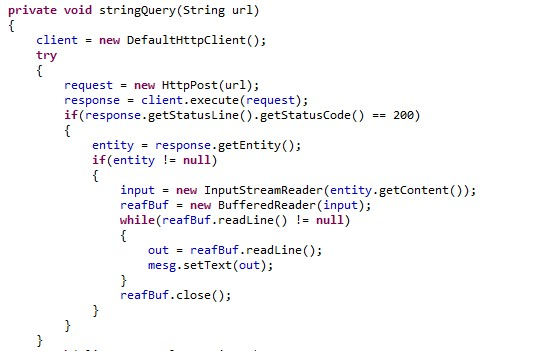 private void stringQuery(String url)
{
    client = new DefaultHttpClient();
    try
    {
        request = new HttpPost(url);
        response = client.execute(request);
        if(response.getStatusLine().getStatusCode() == 200)
        {
            entity = response.getEntity();
            if(entity != null)
            {
                input = new InputStreamReader(entity.getContent());
                reafBuf = new BufferedReader(input);
                while(reafBuf.readLine() != null)
                {
                    out = reafBuf.readLine();
                    mesg.setText(out);
                }
                reafBuf.close();
            }
        }
    }